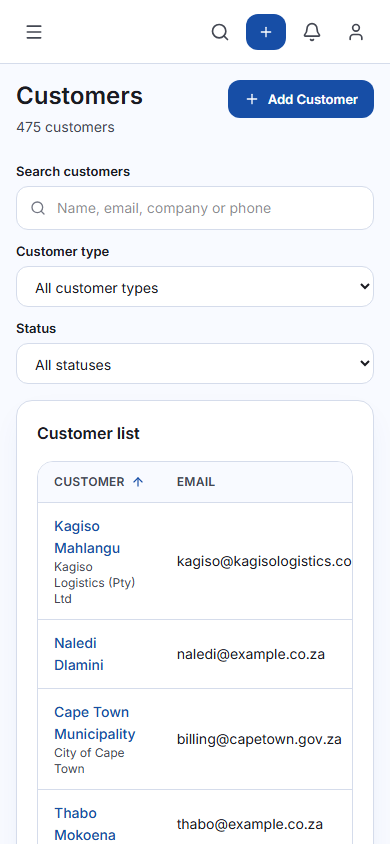 Customers
475 customers
+ Add Customer
Search customers
Name, email, company or phone
Customer type
All customer types
Status
All statuses
Customer list
CUSTOMER ↑ EMAIL
Kagiso
Mahlangu
Kagiso
Logistics (Pty)
Ltd
kagiso@kagisologistics.co
Naledi
Dlamini
naledi@example.co.za
Cape Town
Municipality
City of Cape
Town
billing@capetown.gov.za
Thabo
Mokoena
thabo@example.co.za